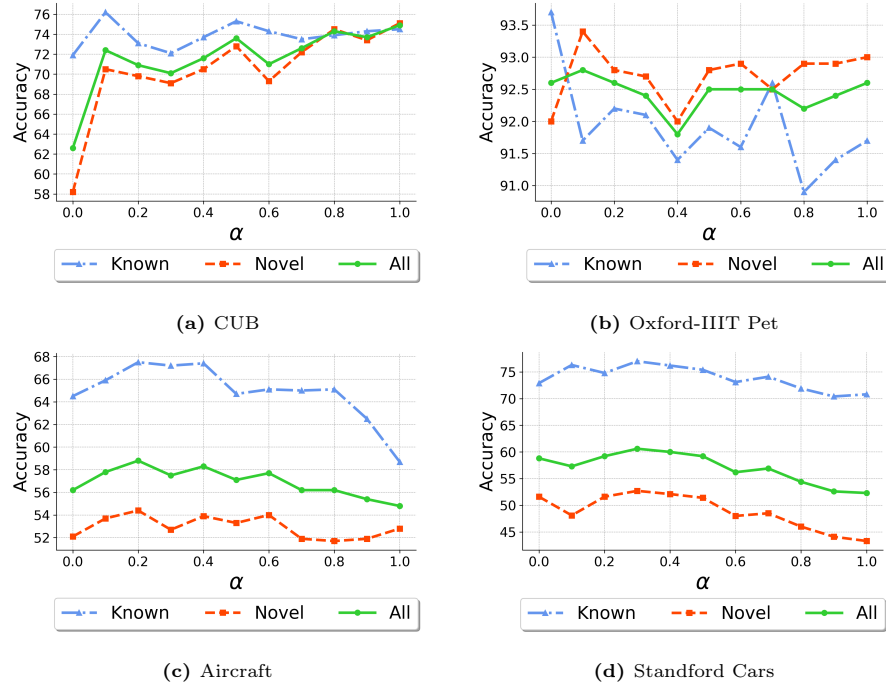 76
74
72
70
68
66
64
62
60
58
Accuracy
0.0 0.2 0.4 0.6 0.8 1.0
α
Known Novel All
(a) CUB
93.5
93.0
92.5
92.0
91.5
91.0
Accuracy
0.0 0.2 0.4 0.6 0.8 1.0
α
Known Novel All
(b) Oxford-IIIT Pet
68
66
64
62
60
58
56
54
52
Accuracy
0.0 0.2 0.4 0.6 0.8 1.0
α
Known Novel All
(c) Aircraft
75
70
65
60
55
50
45
Accuracy
0.0 0.2 0.4 0.6 0.8 1.0
α
Known Novel All
(d) Standford Cars